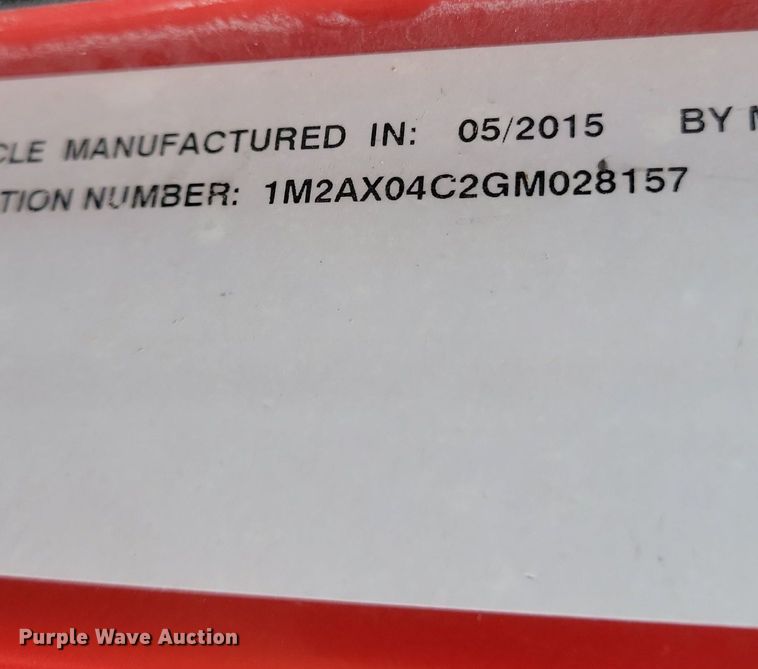 CLE MANUFACTURED IN: 05/2015 BY
TION NUMBER: 1M2AX04C2GM028157
Purple Wave Auction